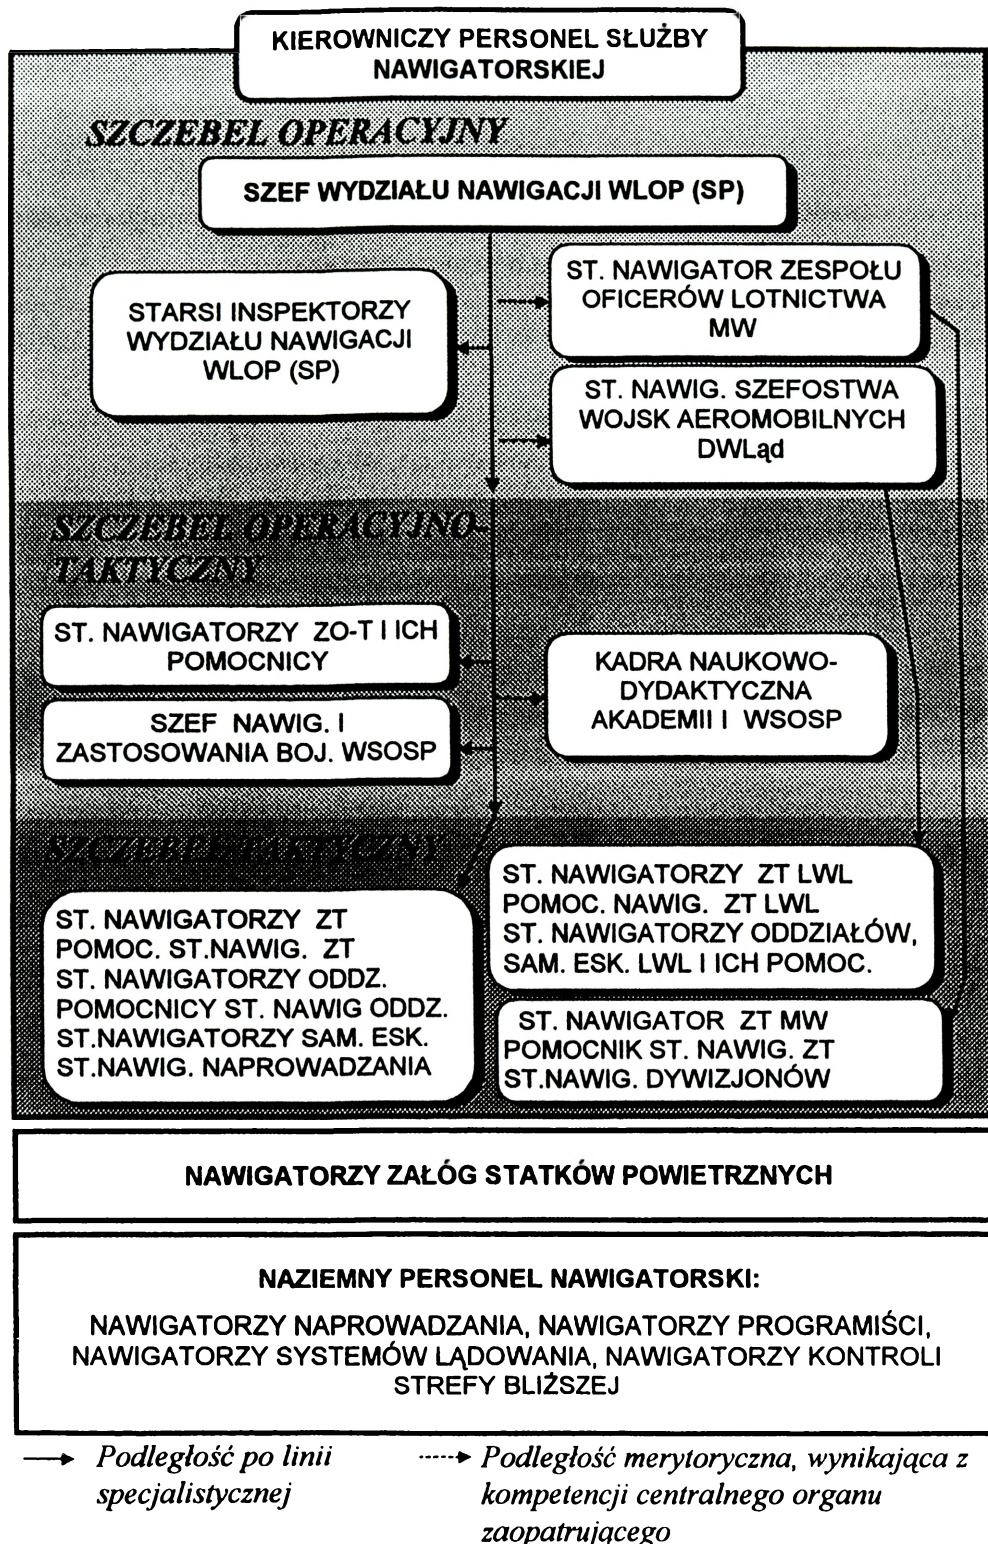 KIEROWNICZY PERSONEL SŁUŻBY
NAWIGATORSKIEJ
SZCZEBEL OPERACYJNY
SZEF WYDZIAŁU NAWIGACJI WLOP (SP)
STARSI INSPEKTORZY
WYDZIAŁU NAWIGACJI
WLOP (SP)
ST. NAWIGATOR ZESPOŁU
OFICERÓW LOTNICTWA
MW
ST. NAWIG. SZEFOSTWA
WOJSK AEROMOBILNYCH
DWLąd
SZCZEBEL OPERACYJNO-
TAKTYCZNY
ST. NAWIGATORZY ZO-T I ICH
POMOCNICY
SZEF NAWIG. I
ZASTOSOWANIA BOJ. WSOSP
KADRA NAUKOWO-
DYDAKTYCZNA
AKADEMII I WSOSP
SZCZEBEL TAKTYCZNY
ST. NAWIGATORZY ZT
POMOC. ST.NAWIG. ZT
ST. NAWIGATORZY ODDZ.
POMOCNICY ST. NAWIG ODDZ.
ST.NAWIGATORZY SAM. ESK.
ST.NAWIG. NAPROWADZANIA
ST. NAWIGATORZY ZT LWL
POMOC. NAWIG. ZT LWL
ST. NAWIGATORZY ODDZIAŁÓW,
SAM. ESK. LWL I ICH POMOC.
ST. NAWIGATOR ZT MW
POMOCNIK ST. NAWIG. ZT
ST.NAWIG. DYWIZJONÓW
NAWIGATORZY ZAŁÓG STATKÓW POWIETRZNYCH
NAZIEMNY PERSONEL NAWIGATORSKI:
NAWIGATORZY NAPROWADZANIA, NAWIGATORZY PROGRAMIŚCI,
NAWIGATORZY SYSTEMÓW LĄDOWANIA, NAWIGATORZY KONTROLI
STREFY BLIŻSZEJ
Podległość po linii
specjalistycznej
Podległość merytoryczna, wynikająca z
kompetencji centralnego organu
zaopatrującego